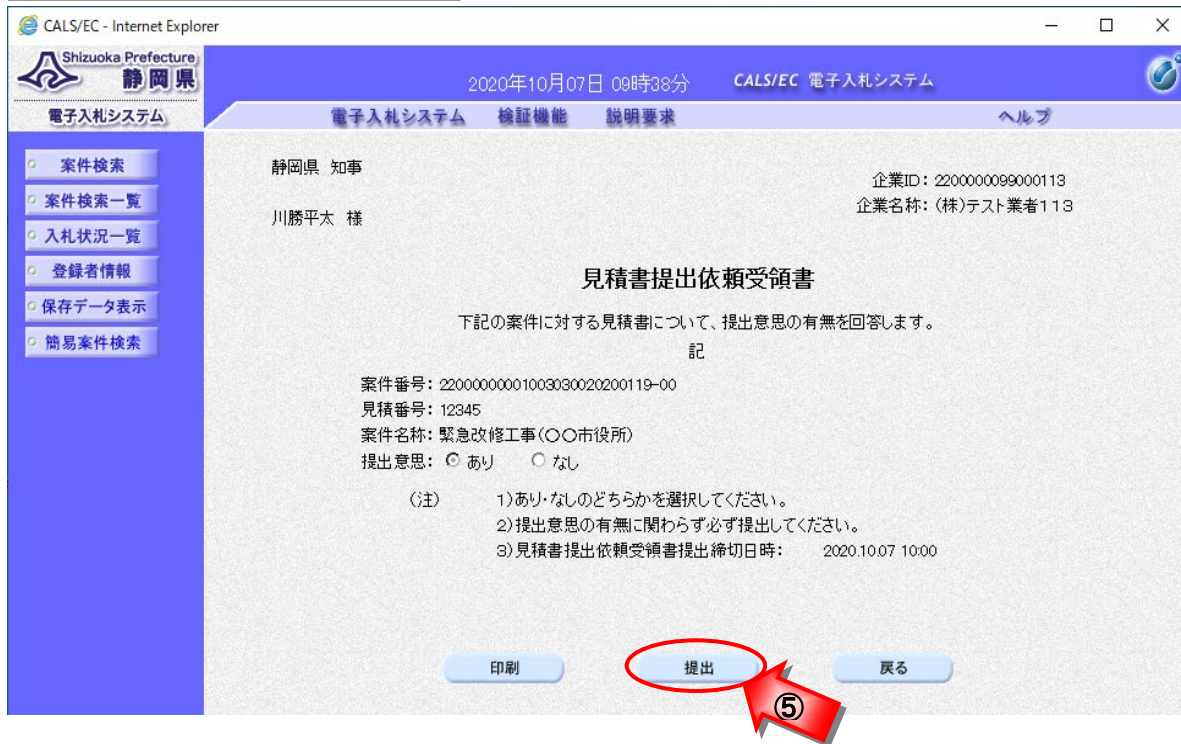 CALS/EC - Internet Explorer
Shizuoka Prefecture
静岡県
2020年10月07日 09時38分 CALS/EC 電子入札システム
電子入札システム
電子入札システム 検証機能 説明要求 ヘルプ
案件検索
案件検索一覧
入札状況一覧
登録者情報
保存データ表示
簡易案件検索
静岡県 知事
企業ID：2200000099000113
企業名称：(株)テスト業者113
川勝平太 様
見積書提出依頼受領書
下記の案件に対する見積書について、提出意思の有無を回答します。
記
案件番号：22000000010030300​20200119-00
見積番号：12345
案件名称：緊急改修工事(〇〇市役所)
提出意思： あり なし
(注) 1)あり・なしのどちらかを選択してください。
2)提出意思の有無に関わらず必ず提出してください。
3)見積書提出依頼受領書提出締切日時： 2020.10.07 10:00
印刷 提出 戻る
⑤